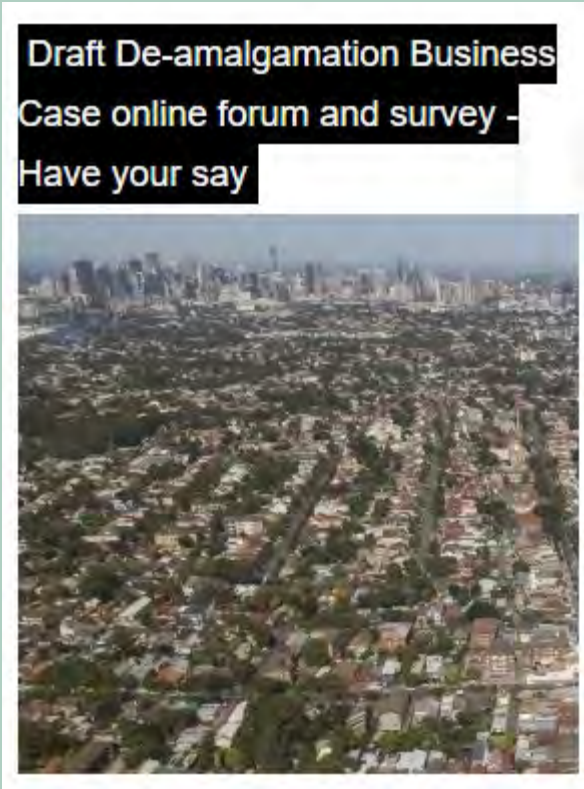 Draft De-amalgamation Business
Case online forum and survey -
Have your say